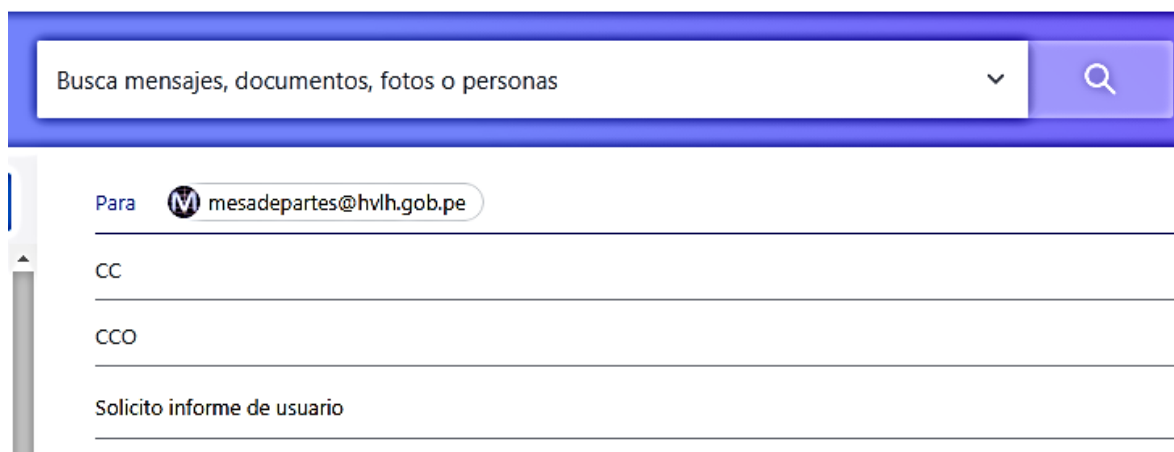 Busca mensajes, documentos, fotos o personas
Para mesadepartes@hvlh.gob.pe
CC
CCO
Solicito informe de usuario